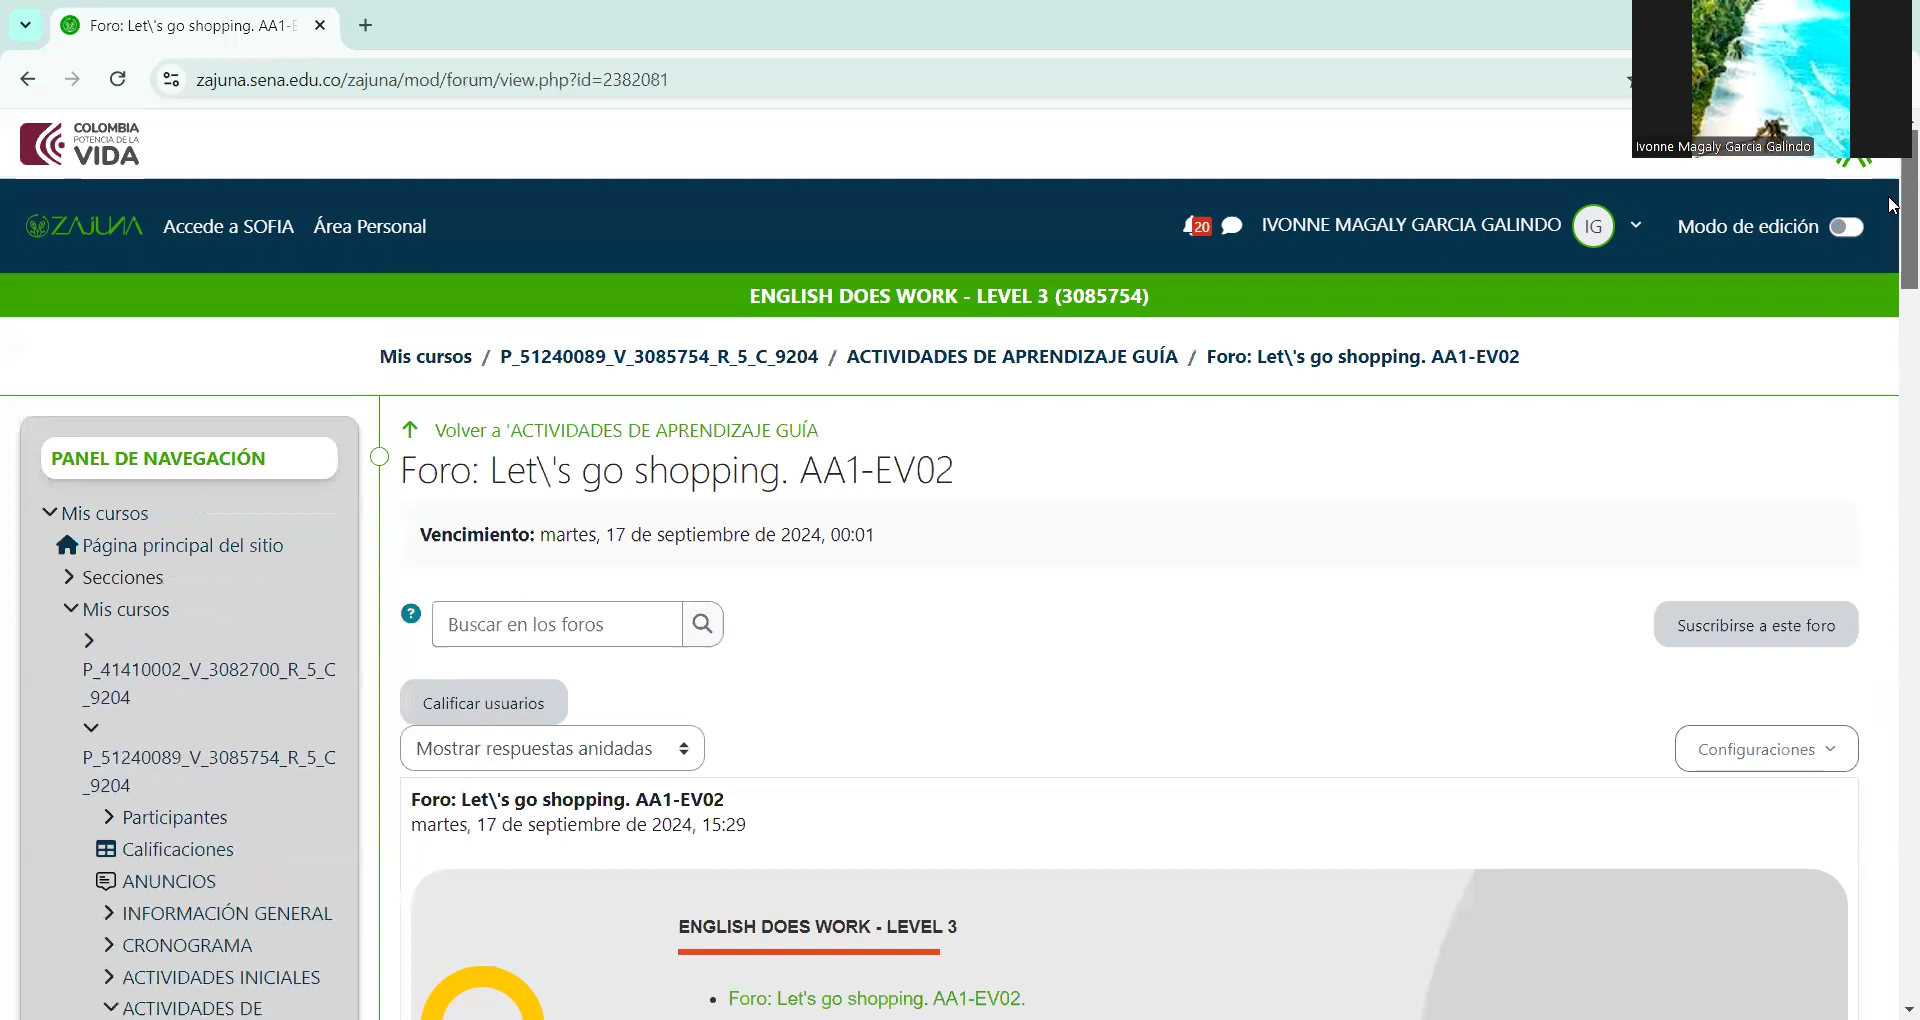 Foro: Let\'s go shopping. AA1-E
zajuna.sena.edu.co/zajuna/mod/forum/view.php?id=2382081
COLOMBIA
POTENCIA DE LA
VIDA
Ivonne Magaly Garcia Galindo
ZAJUNA
Accede a SOFIA
Área Personal
20
IVONNE MAGALY GARCIA GALINDO
IG
Modo de edición
ENGLISH DOES WORK - LEVEL 3 (3085754)
Mis cursos / P_51240089_V_3085754_R_5_C_9204 / ACTIVIDADES DE APRENDIZAJE GUÍA / Foro: Let\'s go shopping. AA1-EV02
PANEL DE NAVEGACIÓN
Mis cursos
Página principal del sitio
Secciones
Mis cursos
P_41410002_V_3082700_R_5_C
_9204
P_51240089_V_3085754_R_5_C
_9204
Participantes
Calificaciones
ANUNCIOS
INFORMACIÓN GENERAL
CRONOGRAMA
ACTIVIDADES INICIALES
ACTIVIDADES DE
Volver a 'ACTIVIDADES DE APRENDIZAJE GUÍA
Foro: Let\'s go shopping. AA1-EV02
Vencimiento: martes, 17 de septiembre de 2024, 00:01
?
Buscar en los foros
Suscribirse a este foro
Calificar usuarios
Mostrar respuestas anidadas
Configuraciones
Foro: Let\'s go shopping. AA1-EV02
martes, 17 de septiembre de 2024, 15:29
ENGLISH DOES WORK - LEVEL 3
• Foro: Let's go shopping. AA1-EV02.